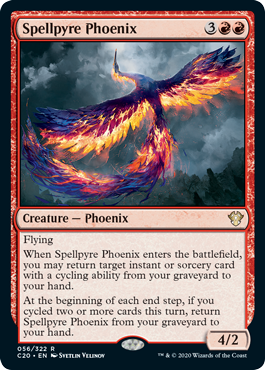 Spellpyre Phoenix 3
Creature — Phoenix
Flying
When Spellpyre Phoenix enters the battlefield,
you may return target instant or sorcery card
with a cycling ability from your graveyard to
your hand.
At the beginning of each end step, if you
cycled two or more cards this turn, return
Spellpyre Phoenix from your graveyard to
your hand.
4/2
056/322 R
C20 • EN Svetlin Velinov
™ & © 2020 Wizards of the Coast